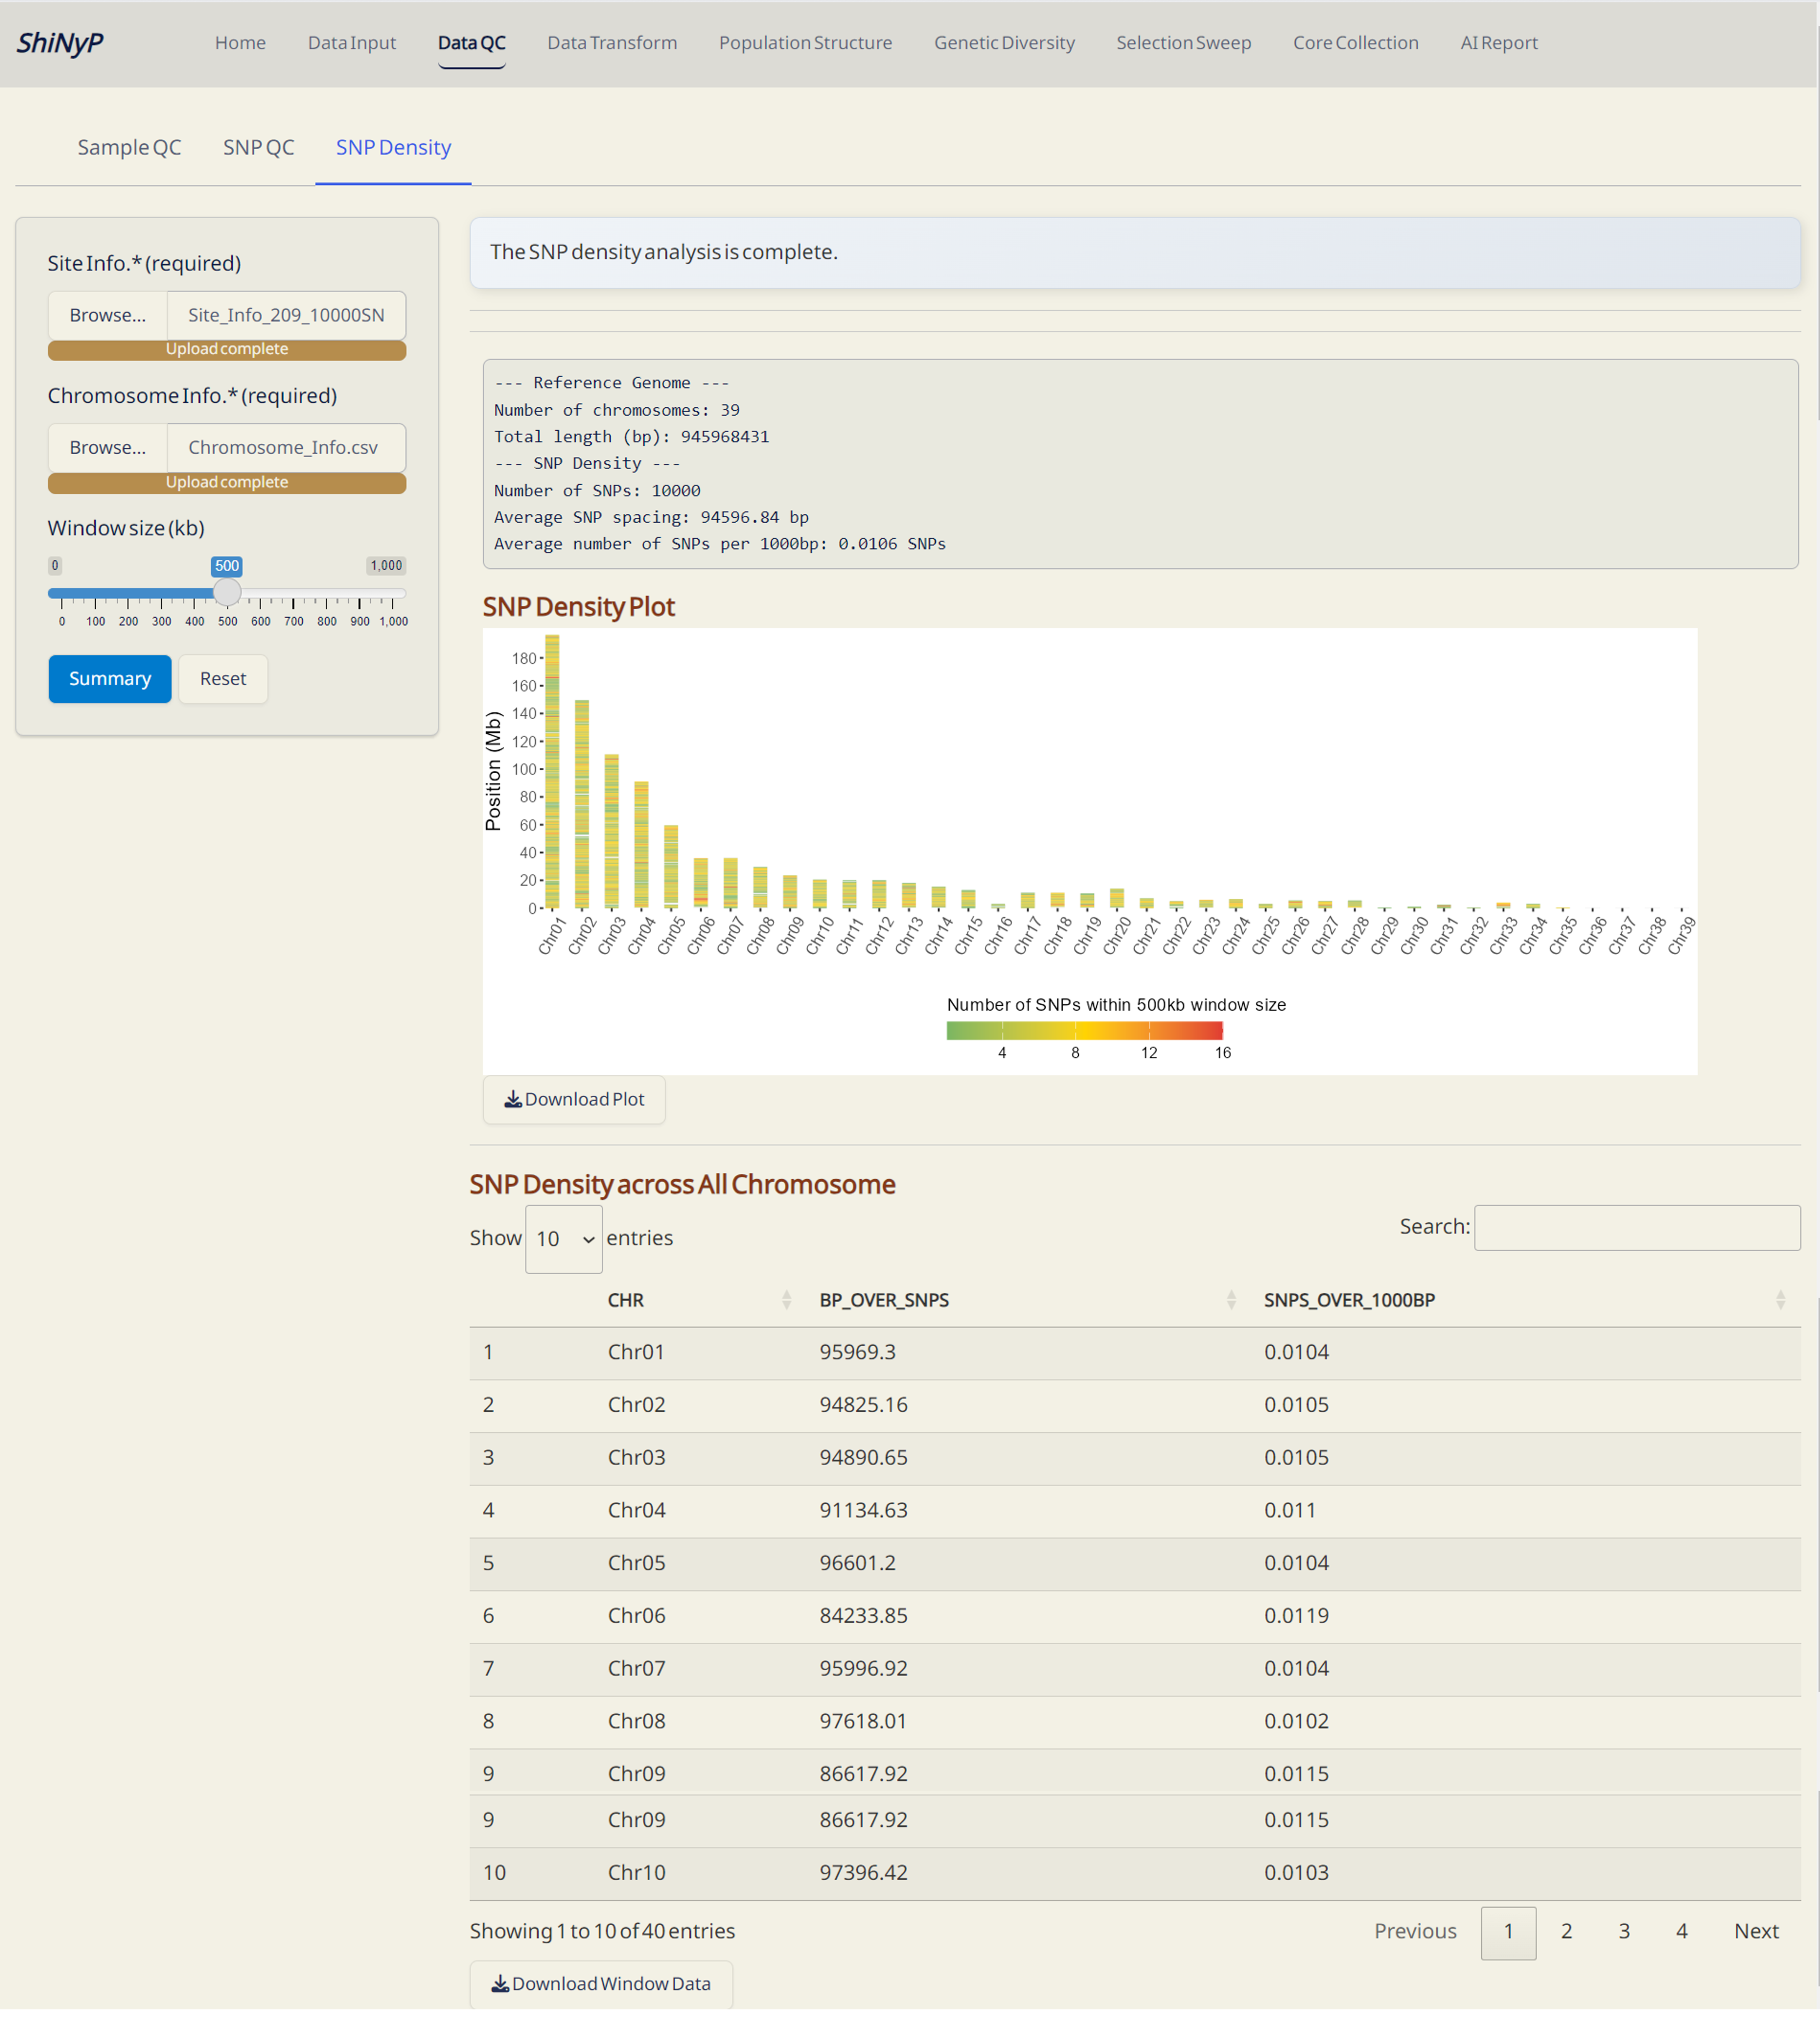 ShiNyP Home Data Input Data QC Data Transform Population Structure Genetic Diversity Selection Sweep Core Collection AI Report
Sample QC SNP QC SNP Density
Site Info.* (required)
Browse... Site_Info_209_10000SN
Upload complete
Chromosome Info.* (required)
Browse... Chromosome_Info.csv
Upload complete
Window size (kb)
0 500 1,000
0 100 200 300 400 500 600 700 800 900 1,000
Summary Reset
The SNP density analysis is complete.
--- Reference Genome ---
Number of chromosomes: 39
Total length (bp): 945968431
--- SNP Density ---
Number of SNPs: 10000
Average SNP spacing: 94596.84 bp
Average number of SNPs per 1000bp: 0.0106 SNPs
SNP Density Plot
Position (Mb)
180
160
140
120
100
80
60
40
20
0
Chr01 Chr02 Chr03 Chr04 Chr05 Chr06 Chr07 Chr08 Chr09 Chr10 Chr11 Chr12 Chr13 Chr14 Chr15 Chr16 Chr17 Chr18 Chr19 Chr20 Chr21 Chr22 Chr23 Chr24 Chr25 Chr26 Chr27 Chr28 Chr29 Chr30 Chr31 Chr32 Chr33 Chr34 Chr35 Chr36 Chr37 Chr38 Chr39
Number of SNPs within 500kb window size
4 8 12 16
Download Plot
SNP Density across All Chromosome
Show 10 entries Search:
CHR BP_OVER_SNPS SNPS_OVER_1000BP
1 Chr01 95969.3 0.0104
2 Chr02 94825.16 0.0105
3 Chr03 94890.65 0.0105
4 Chr04 91134.63 0.011
5 Chr05 96601.2 0.0104
6 Chr06 84233.85 0.0119
7 Chr07 95996.92 0.0104
8 Chr08 97618.01 0.0102
9 Chr09 86617.92 0.0115
9 Chr09 86617.92 0.0115
10 Chr10 97396.42 0.0103
Showing 1 to 10 of 40 entries Previous 1 2 3 4 Next
Download Window Data